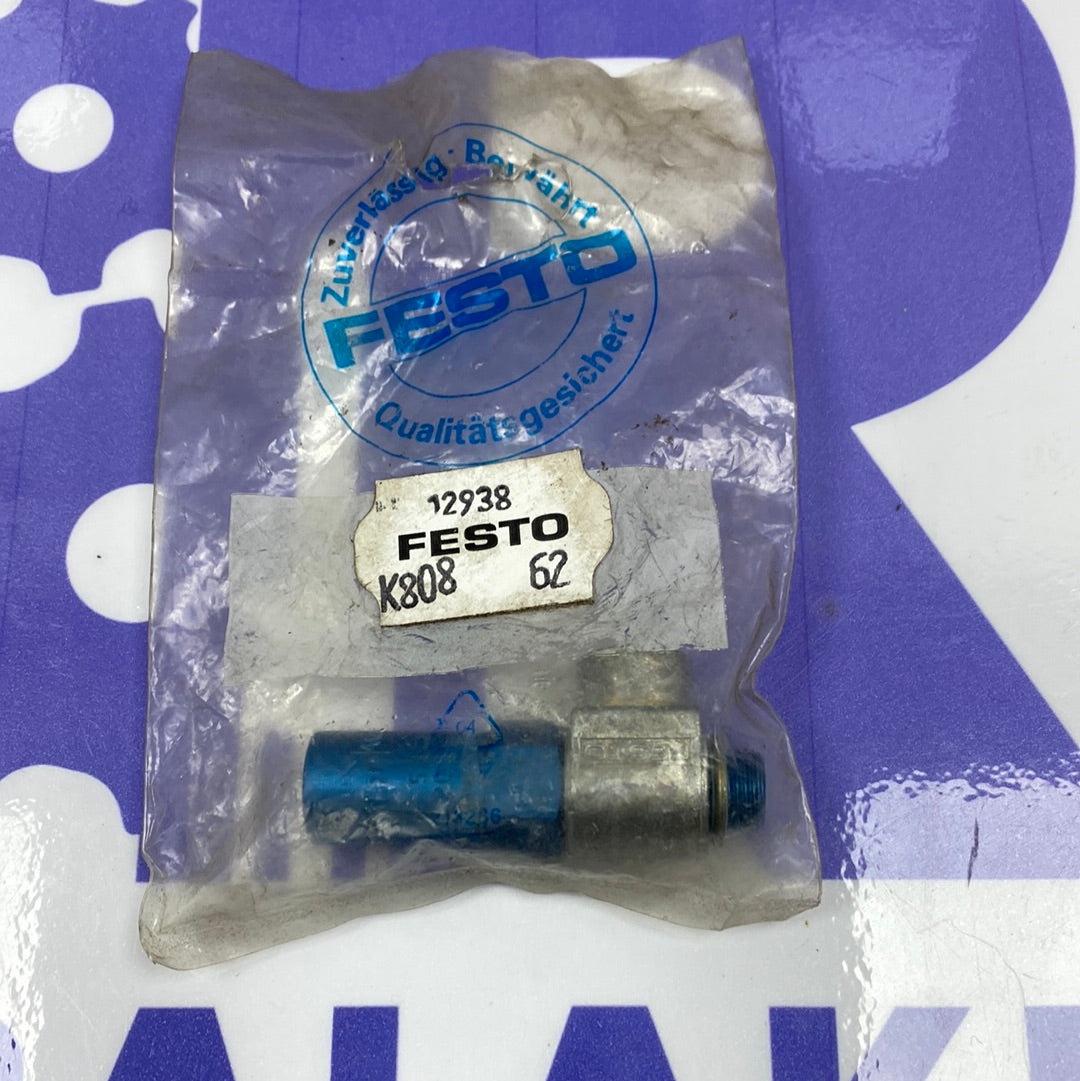 Zuverlässig · Bewährt
FESTO
Qualitätsgesichert
12938
FESTO
K808 62